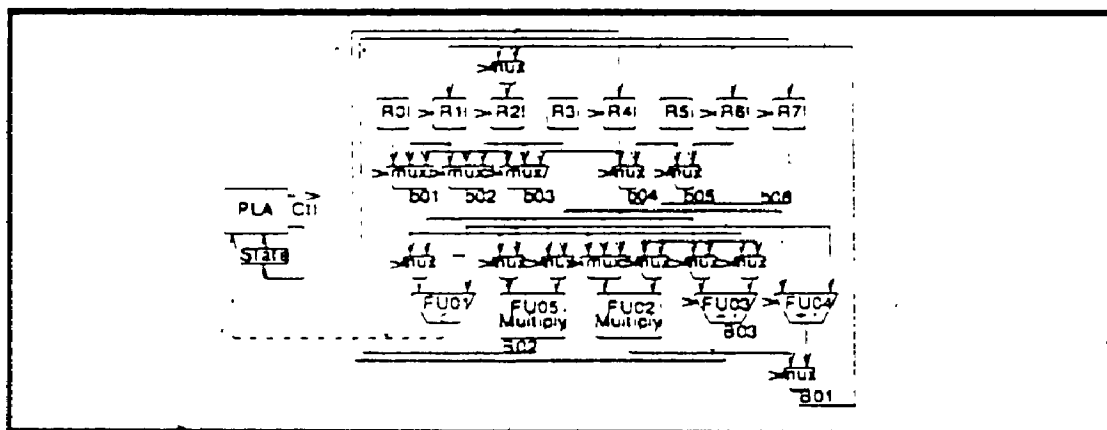 mux
R0 R1 R2 R3 R4 R5 R6 R7
mux mux mux mux mux
b01 b02 b03 b04 b05 b06
PLA Ctl
State
mux mux mux mux mux mux mux
FU01 FU05 FU02 FU03 FU04
Multiply Multiply
B02 B03
mux
B01